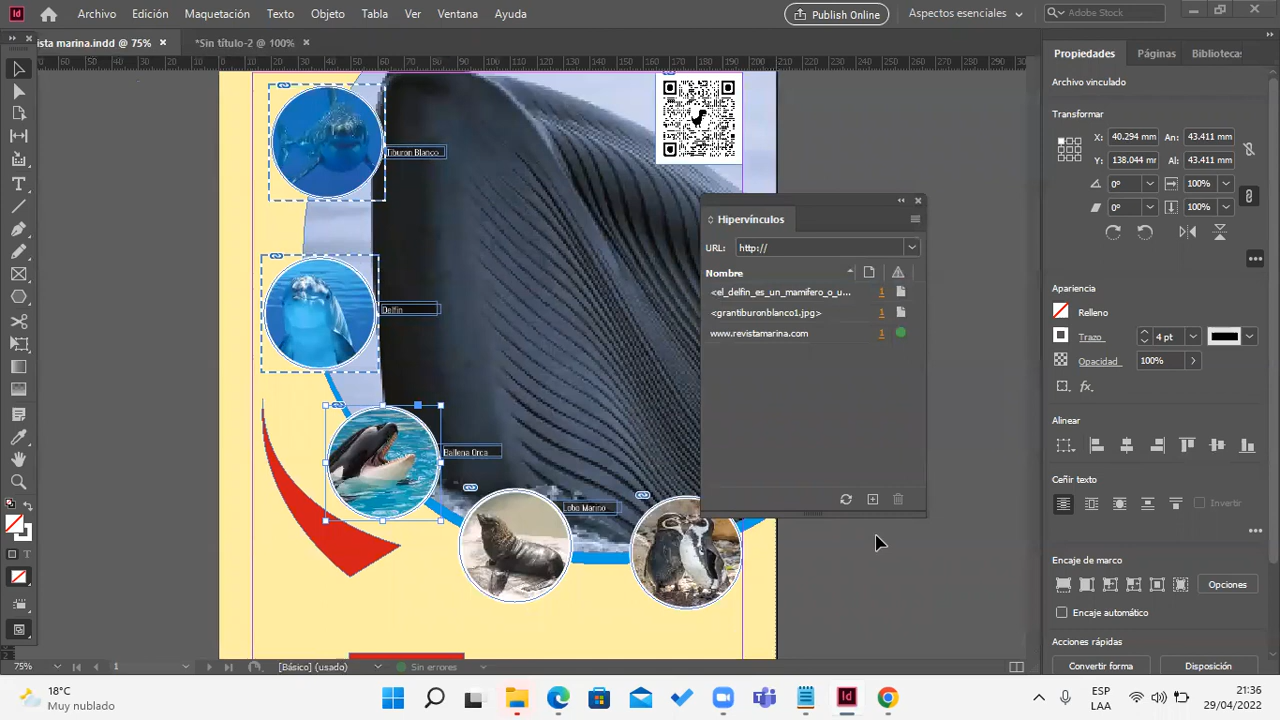 Archivo Edición Maquetación Texto Objeto Tabla Ver Ventana Ayuda
Publish Online
Aspectos esenciales
Adobe Stock
ista marina.indd @ 75%
*Sin título-2 @ 100%
Propiedades
Páginas
Biblioteca:
Archivo vinculado
Transformar
X: 40.294 mm
An: 43.411 mm
Y: 138.044 mm
Al: 43.411 mm
0° 100%
0° 100%
Apariencia
Relleno
Trazo 4 pt
Opacidad 100%
fx.
Alinear
Ceñir texto
Invertir
Encaje de marco
Opciones
Encaje automático
Acciones rápidas
Convertir forma
Disposición
Tiburon Blanco
Delfin
Ballena Orca
Lobo Marino
Hipervínculos
URL: http://
Nombre
<el_delfin_es_un_mamifero_o_u... 1
<grantiburonblanco1.jpg> 1
www.revistamarina.com 1
75%
1
[Básico] (usado)
Sin errores
18°C
Muy nublado
ESP
LAA
21:36
29/04/2022